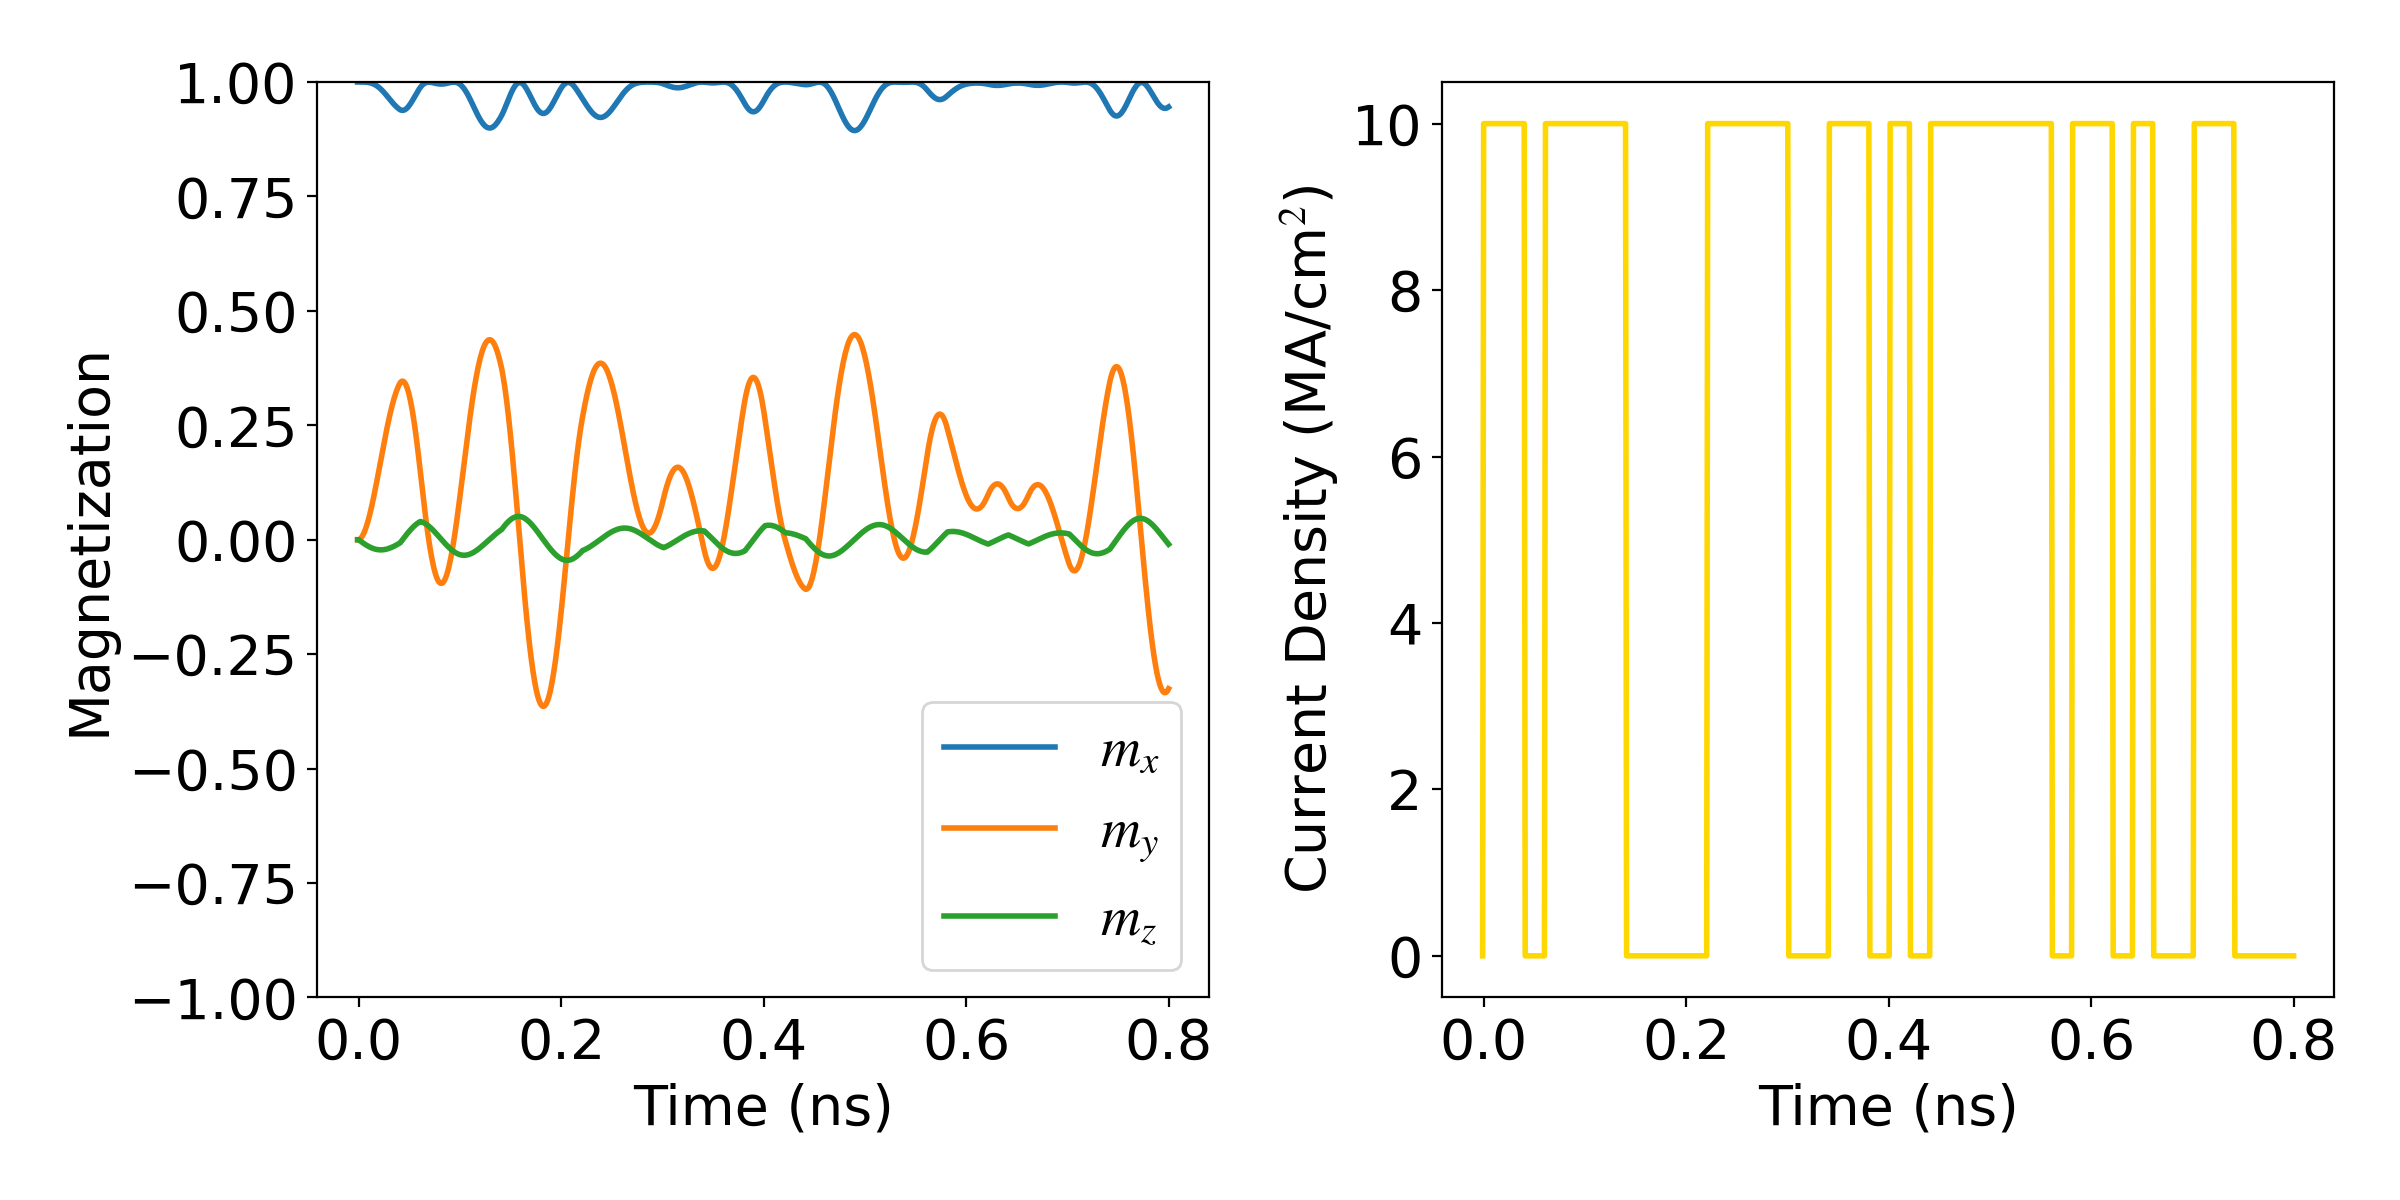 1.00
0.75
0.50
0.25
0.00
−0.25
−0.50
−0.75
−1.00
Magnetization
0.0 0.2 0.4 0.6 0.8
Time (ns)
m_x
m_y
m_z
10
8
6
4
2
0
Current Density (MA/cm²)
0.0 0.2 0.4 0.6 0.8
Time (ns)